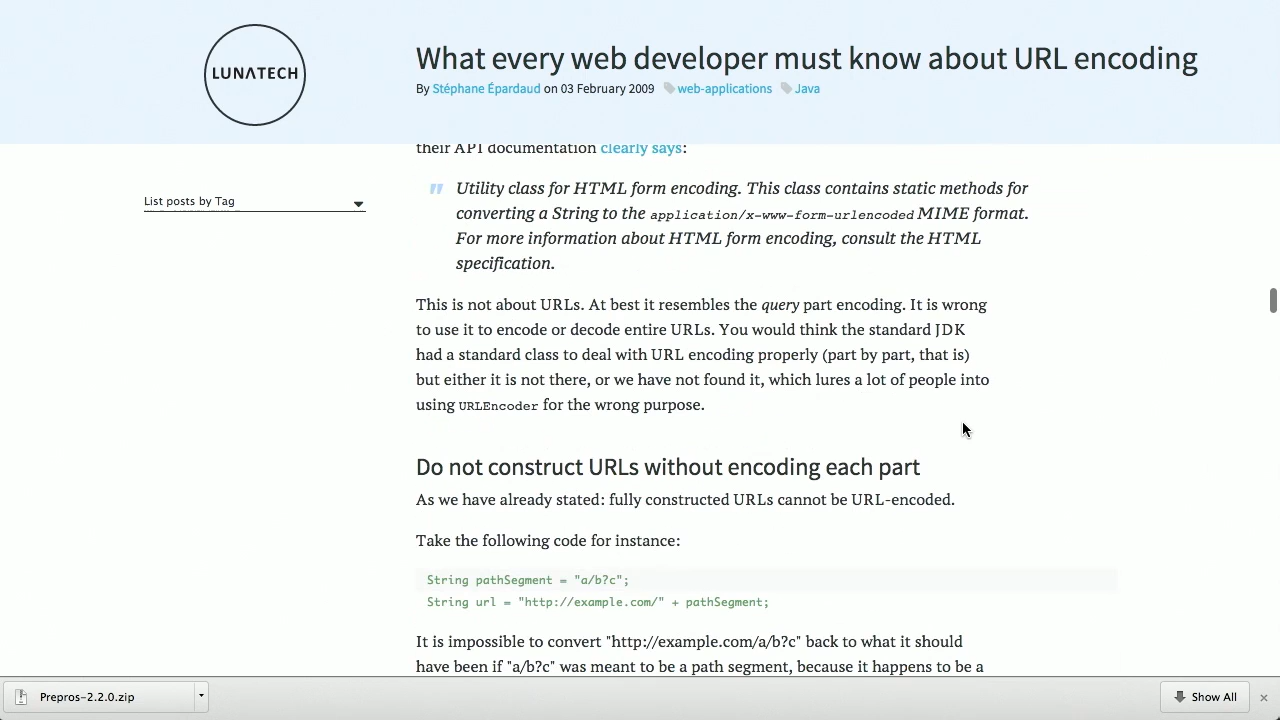 LUNATECH
What every web developer must know about URL encoding
By Stéphane Épardaud on 03 February 2009 web-applications Java
their API documentation clearly says:
List posts by Tag
" Utility class for HTML form encoding. This class contains static methods for
converting a String to the application/x-www-form-urlencoded MIME format.
For more information about HTML form encoding, consult the HTML
specification.
This is not about URLs. At best it resembles the query part encoding. It is wrong
to use it to encode or decode entire URLs. You would think the standard JDK
had a standard class to deal with URL encoding properly (part by part, that is)
but either it is not there, or we have not found it, which lures a lot of people into
using URLEncoder for the wrong purpose.
Do not construct URLs without encoding each part
As we have already stated: fully constructed URLs cannot be URL-encoded.
Take the following code for instance:
String pathSegment = "a/b?c";
String url = "http://example.com/" + pathSegment;
It is impossible to convert "http://example.com/a/b?c" back to what it should
have been if "a/b?c" was meant to be a path segment, because it happens to be a
Prepros-2.2.0.zip
Show All